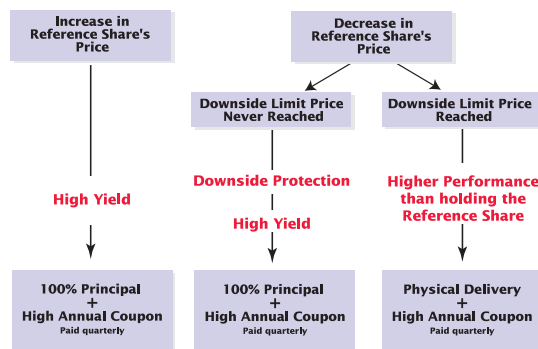 Increase in
Reference Share's
Price
Decrease in
Reference Share's
Price
Downside Limit Price
Never Reached
Downside Limit Price
Reached
High Yield
Downside Protection
High Yield
Higher Performance
than holding the
Reference Share
100% Principal
+
High Annual Coupon
Paid quarterly
100% Principal
+
High Annual Coupon
Paid quarterly
Physical Delivery
+
High Annual Coupon
Paid quarterly